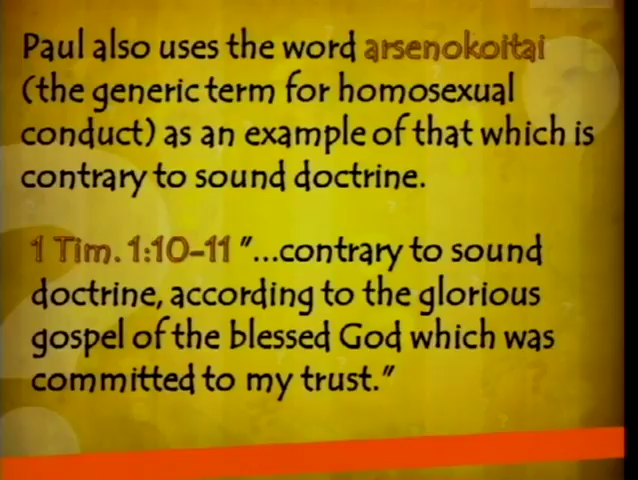 Paul also uses the word arsenokoitai
(the generic term for homosexual
conduct) as an example of that which is
contrary to sound doctrine.
1 Tim. 1:10-11 "...contrary to sound
doctrine, according to the glorious
gospel of the blessed God which was
committed to my trust."